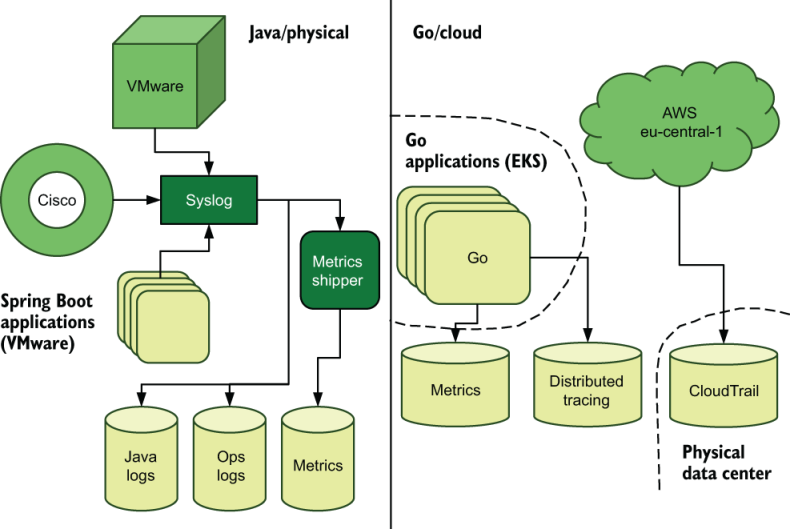 Java/physical
Go/cloud
VMware
AWS
eu-central-1
Go
applications (EKS)
Cisco
Syslog
Go
Metrics
shipper
Spring Boot
applications
(VMware)
Metrics
Distributed
tracing
CloudTrail
Java
logs
Ops
logs
Metrics
Physical
data center